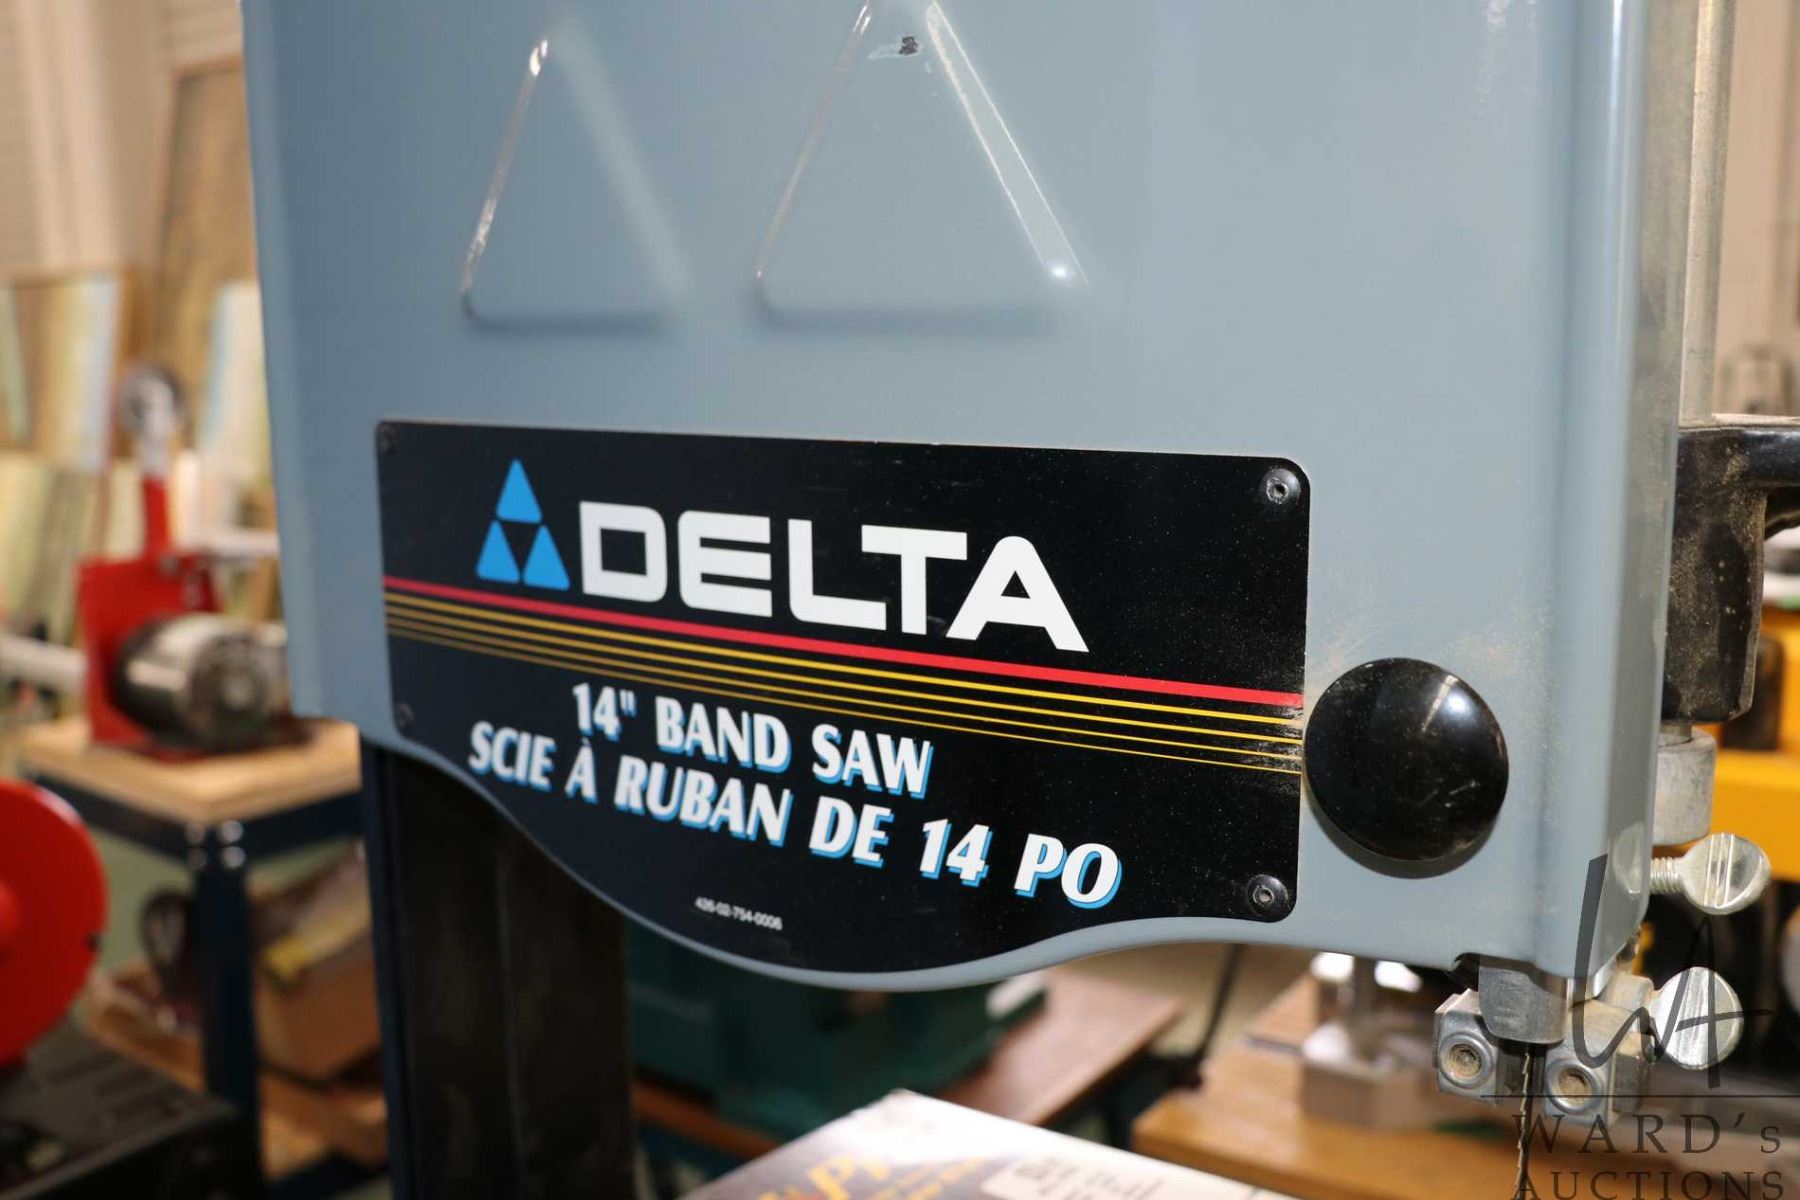 DELTA
14" BAND SAW
SCIE À RUBAN DE 14 PO
426-02-754-0006
WARD's
AUCTIONS